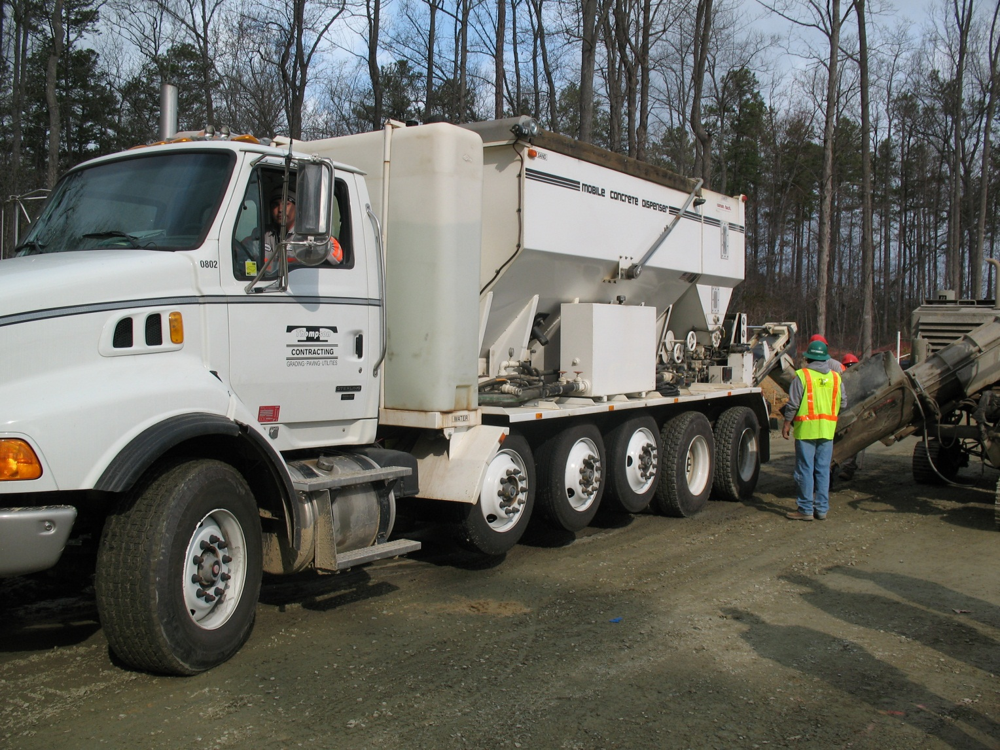 SAND
MOBILE CONCRETE DISPENSER
0802
Thompson
CONTRACTING
GRADING·PAVING·UTILITIES
STERLING
WATER